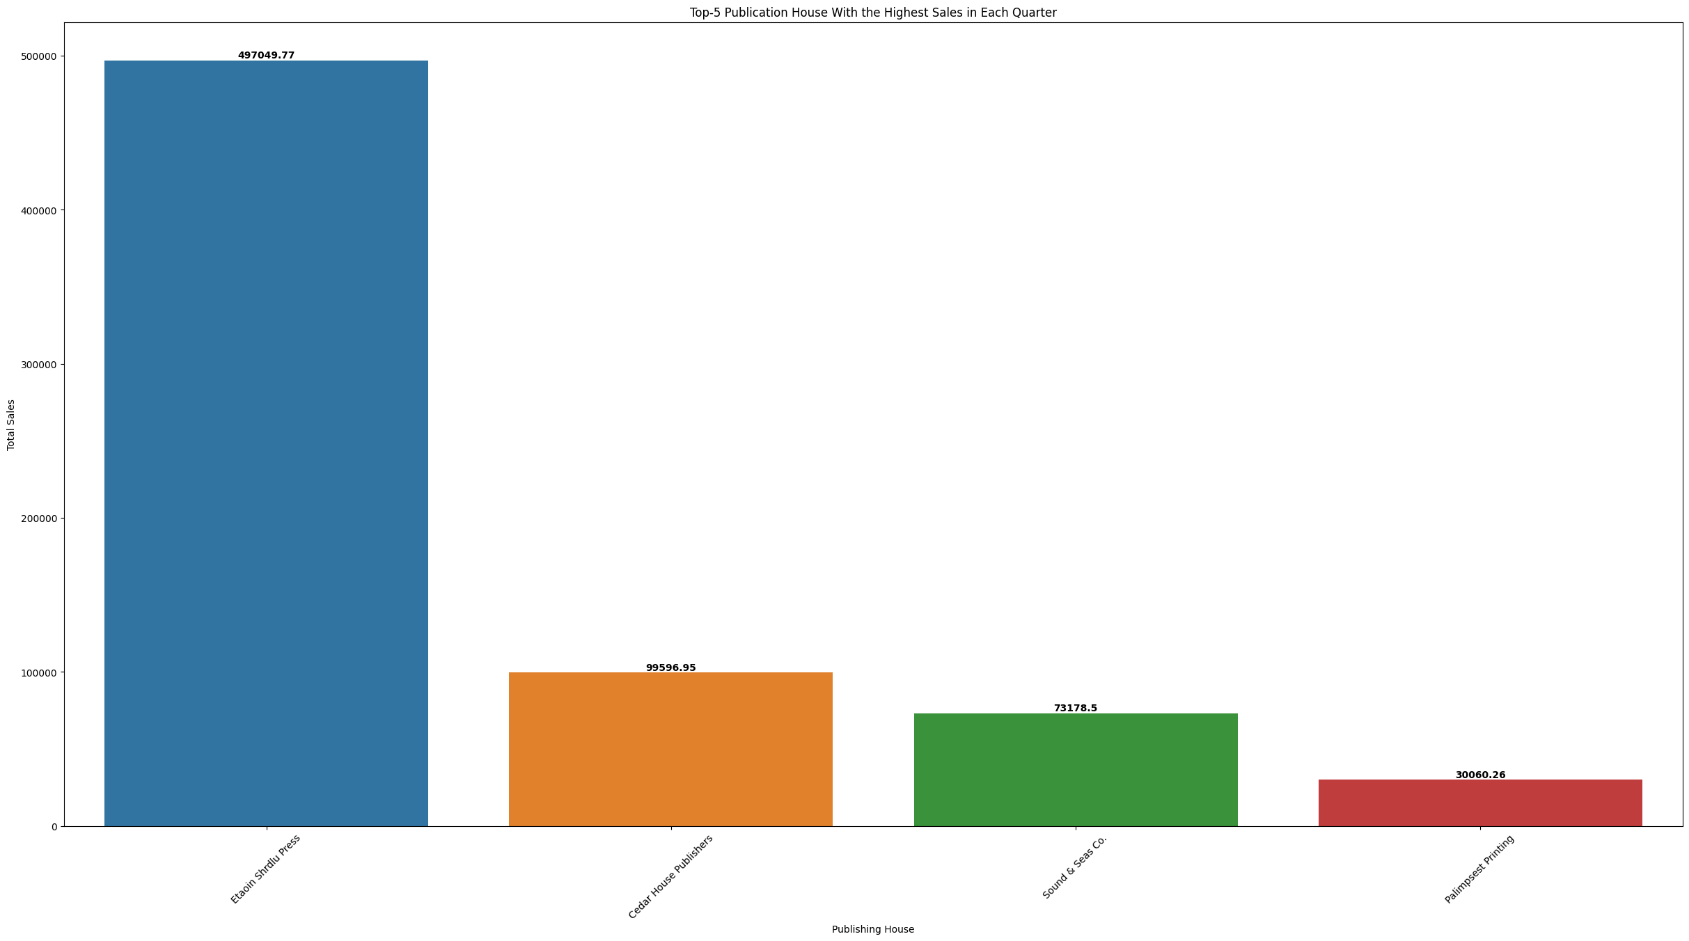 Top-5 Publication House With the Highest Sales in Each Quarter
500000
400000
300000
200000
100000
0
Total Sales
497049.77
99596.95
73178.5
30060.26
Etaoin Shrdlu Press
Cedar House Publishers
Sound & Seas Co.
Palimpsest Printing
Publishing House